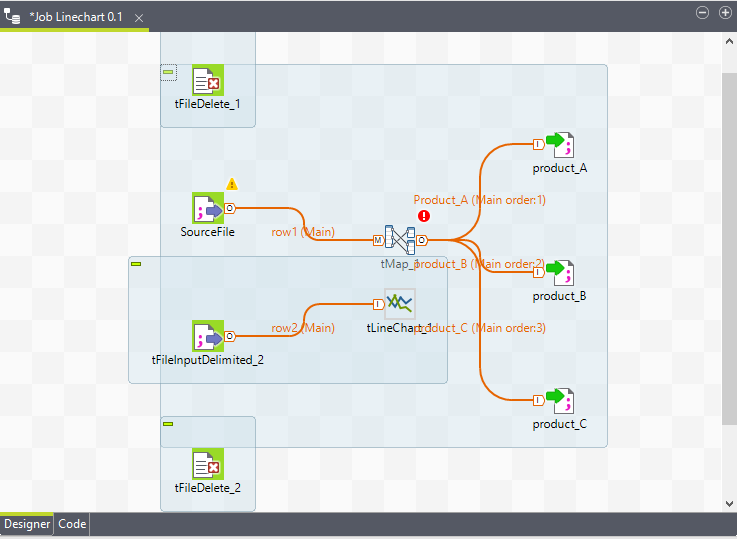 *Job Linechart 0.1
tFileDelete_1
product_A
Product_A (Main order:1)
SourceFile
row1 (Main)
tMap_1
product_B (Main order:2)
product_B
row2 (Main)
tLineChart_1
product_C (Main order:3)
tFileInputDelimited_2
product_C
tFileDelete_2
Designer
Code